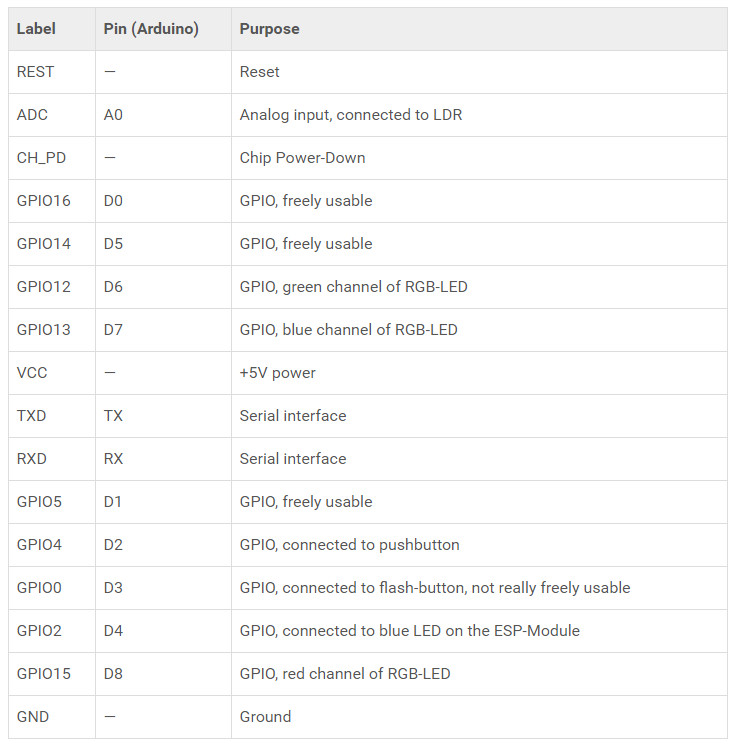 Label Pin (Arduino) Purpose
REST — Reset
ADC A0 Analog input, connected to LDR
CH_PD — Chip Power-Down
GPIO16 D0 GPIO, freely usable
GPIO14 D5 GPIO, freely usable
GPIO12 D6 GPIO, green channel of RGB-LED
GPIO13 D7 GPIO, blue channel of RGB-LED
VCC — +5V power
TXD TX Serial interface
RXD RX Serial interface
GPIO5 D1 GPIO, freely usable
GPIO4 D2 GPIO, connected to pushbutton
GPIO0 D3 GPIO, connected to flash-button, not really freely usable
GPIO2 D4 GPIO, connected to blue LED on the ESP-Module
GPIO15 D8 GPIO, red channel of RGB-LED
GND — Ground